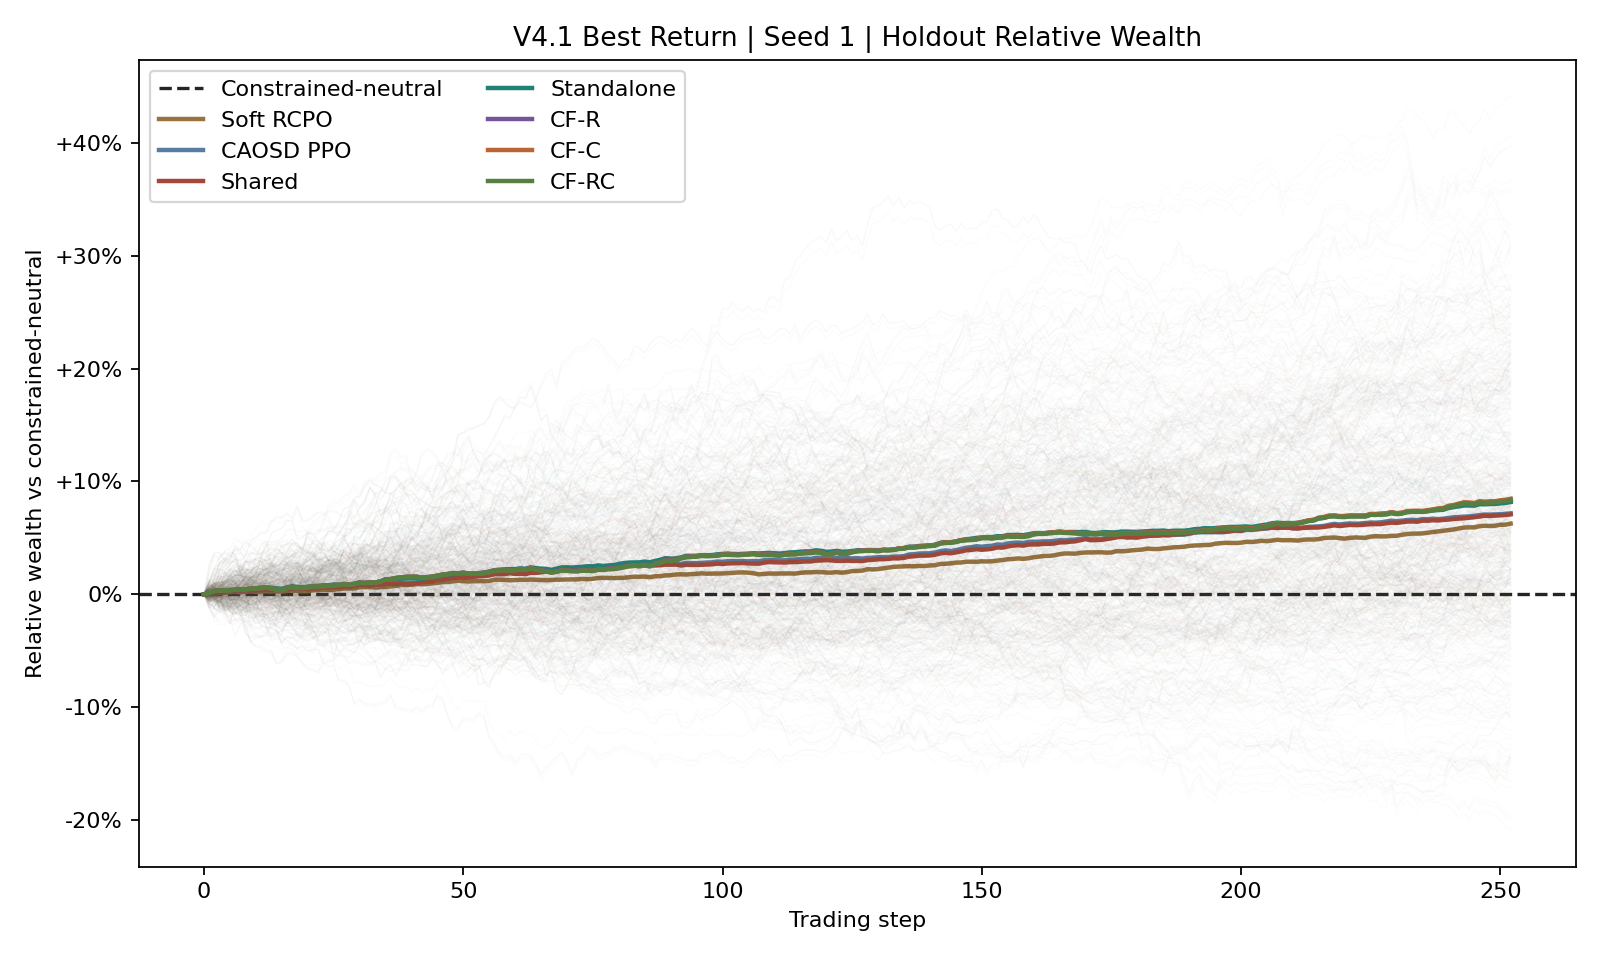 V4.1 Best Return | Seed 1 | Holdout Relative Wealth
Constrained-neutral
Soft RCPO
CAOSD PPO
Shared
Standalone
CF-R
CF-C
CF-RC
Relative wealth vs constrained-neutral
+40%
+30%
+20%
+10%
0%
-10%
-20%
0 50 100 150 200 250
Trading step